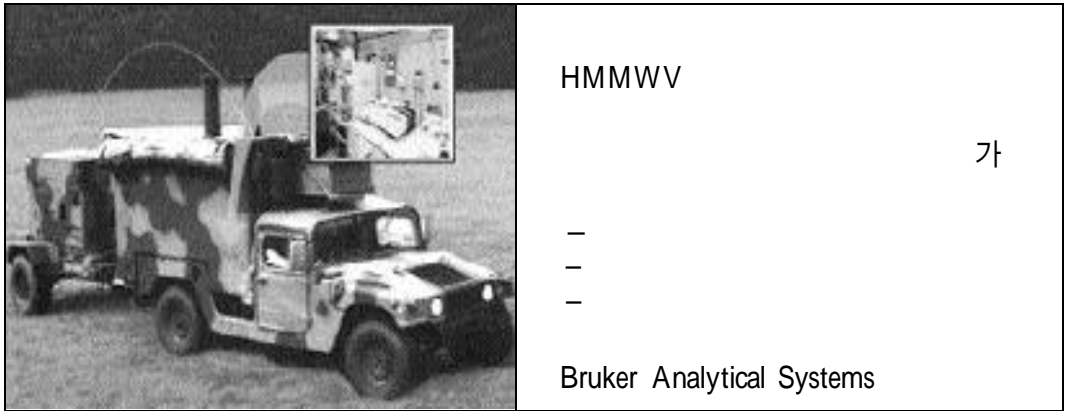 HMMWV
가
–
–
–
Bruker Analytical Systems